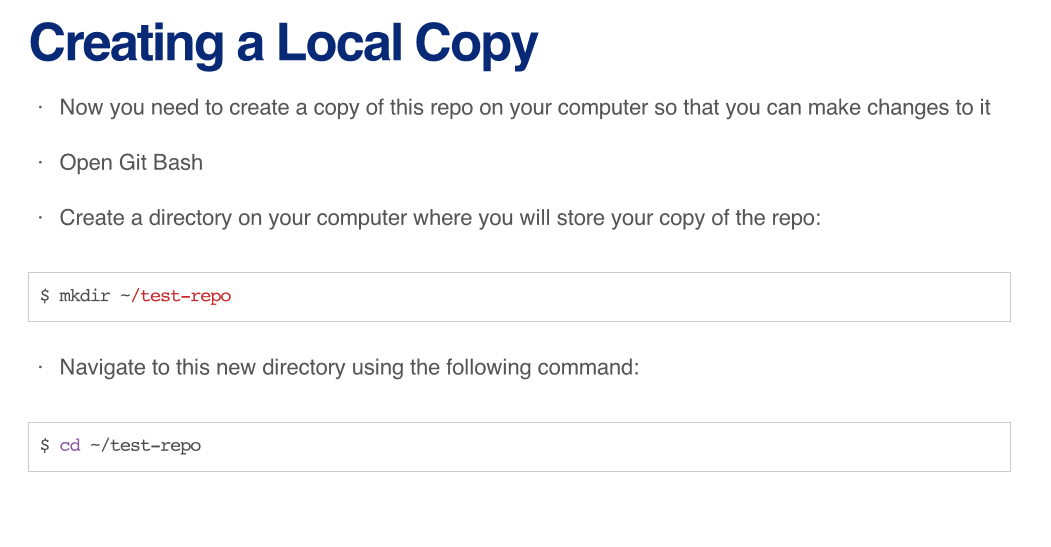 Creating a Local Copy
· Now you need to create a copy of this repo on your computer so that you can make changes to it
· Open Git Bash
· Create a directory on your computer where you will store your copy of the repo:
$ mkdir ~/test-repo
· Navigate to this new directory using the following command:
$ cd ~/test-repo